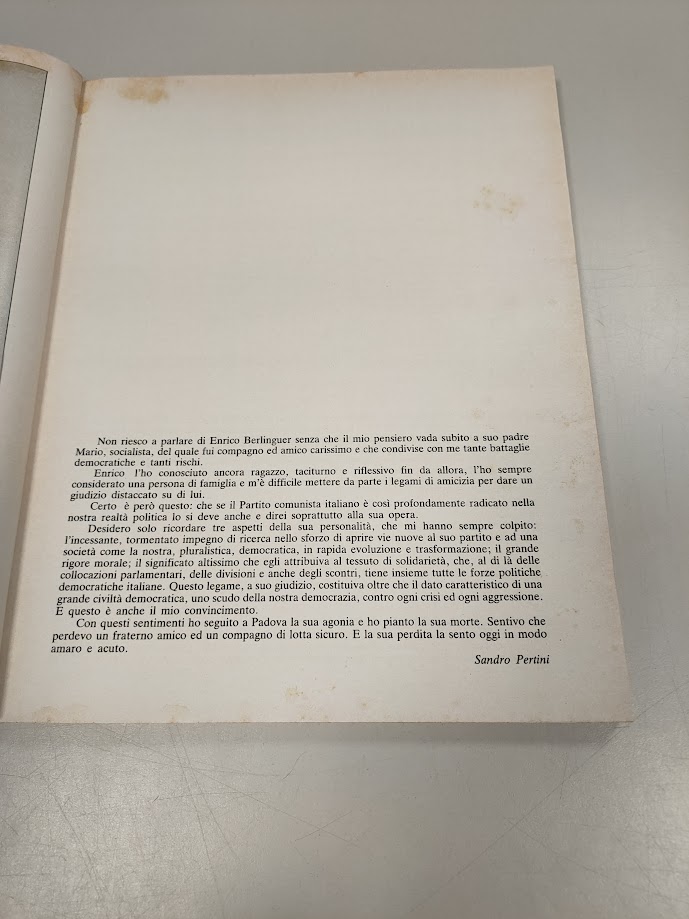 Non riesco a parlare di Enrico Berlinguer senza che il mio pensiero vada subito a suo padre
Mario, socialista, del quale fui compagno ed amico carissimo e che condivise con me tante battaglie
democratiche e tanti rischi.
Enrico l'ho conosciuto ancora ragazzo, taciturno e riflessivo fin da allora, l'ho sempre
considerato una persona di famiglia e m'è difficile mettere da parte i legami di amicizia per dare un
giudizio distaccato su di lui.
Certo è però questo: che se il Partito comunista italiano è così profondamente radicato nella
nostra realtà politica lo si deve anche e direi soprattutto alla sua opera.
Desidero solo ricordare tre aspetti della sua personalità, che mi hanno sempre colpito:
l'incessante, tormentato impegno di ricerca nello sforzo di aprire vie nuove al suo partito e ad una
società come la nostra, pluralistica, democratica, in rapida evoluzione e trasformazione; il grande
rigore morale; il significato altissimo che egli attribuiva al tessuto di solidarietà, che, al di là delle
collocazioni parlamentari, delle divisioni e anche degli scontri, tiene insieme tutte le forze politiche
democratiche italiane. Questo legame, a suo giudizio, costituiva oltre che il dato caratteristico di una
grande civiltà democratica, uno scudo della nostra democrazia, contro ogni crisi ed ogni aggressione.
E questo è anche il mio convincimento.
Con questi sentimenti ho seguito a Padova la sua agonia e ho pianto la sua morte. Sentivo che
perdevo un fraterno amico ed un compagno di lotta sicuro. E la sua perdita la sento oggi in modo
amaro e acuto.
Sandro Pertini